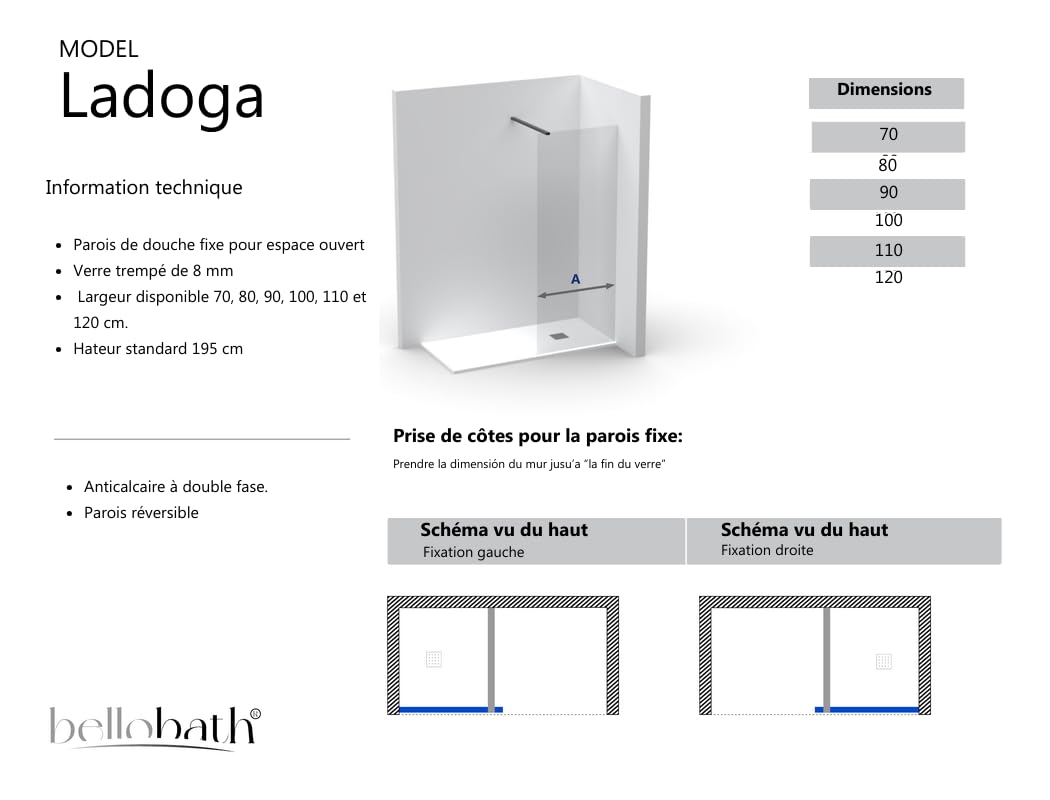 MODEL
Ladoga
Information technique
• Parois de douche fixe pour espace ouvert
• Verre trempé de 8 mm
• Largeur disponible 70, 80, 90, 100, 110 et
120 cm.
• Hateur standard 195 cm
• Anticalcaire à double fase.
• Parois réversible
A
Dimensions
70
80
90
100
110
120
Prise de côtes pour la parois fixe:
Prendre la dimensión du mur jusu’a “la fin du verre”
Schéma vu du haut
Fixation gauche
Schéma vu du haut
Fixation droite
bellobath®